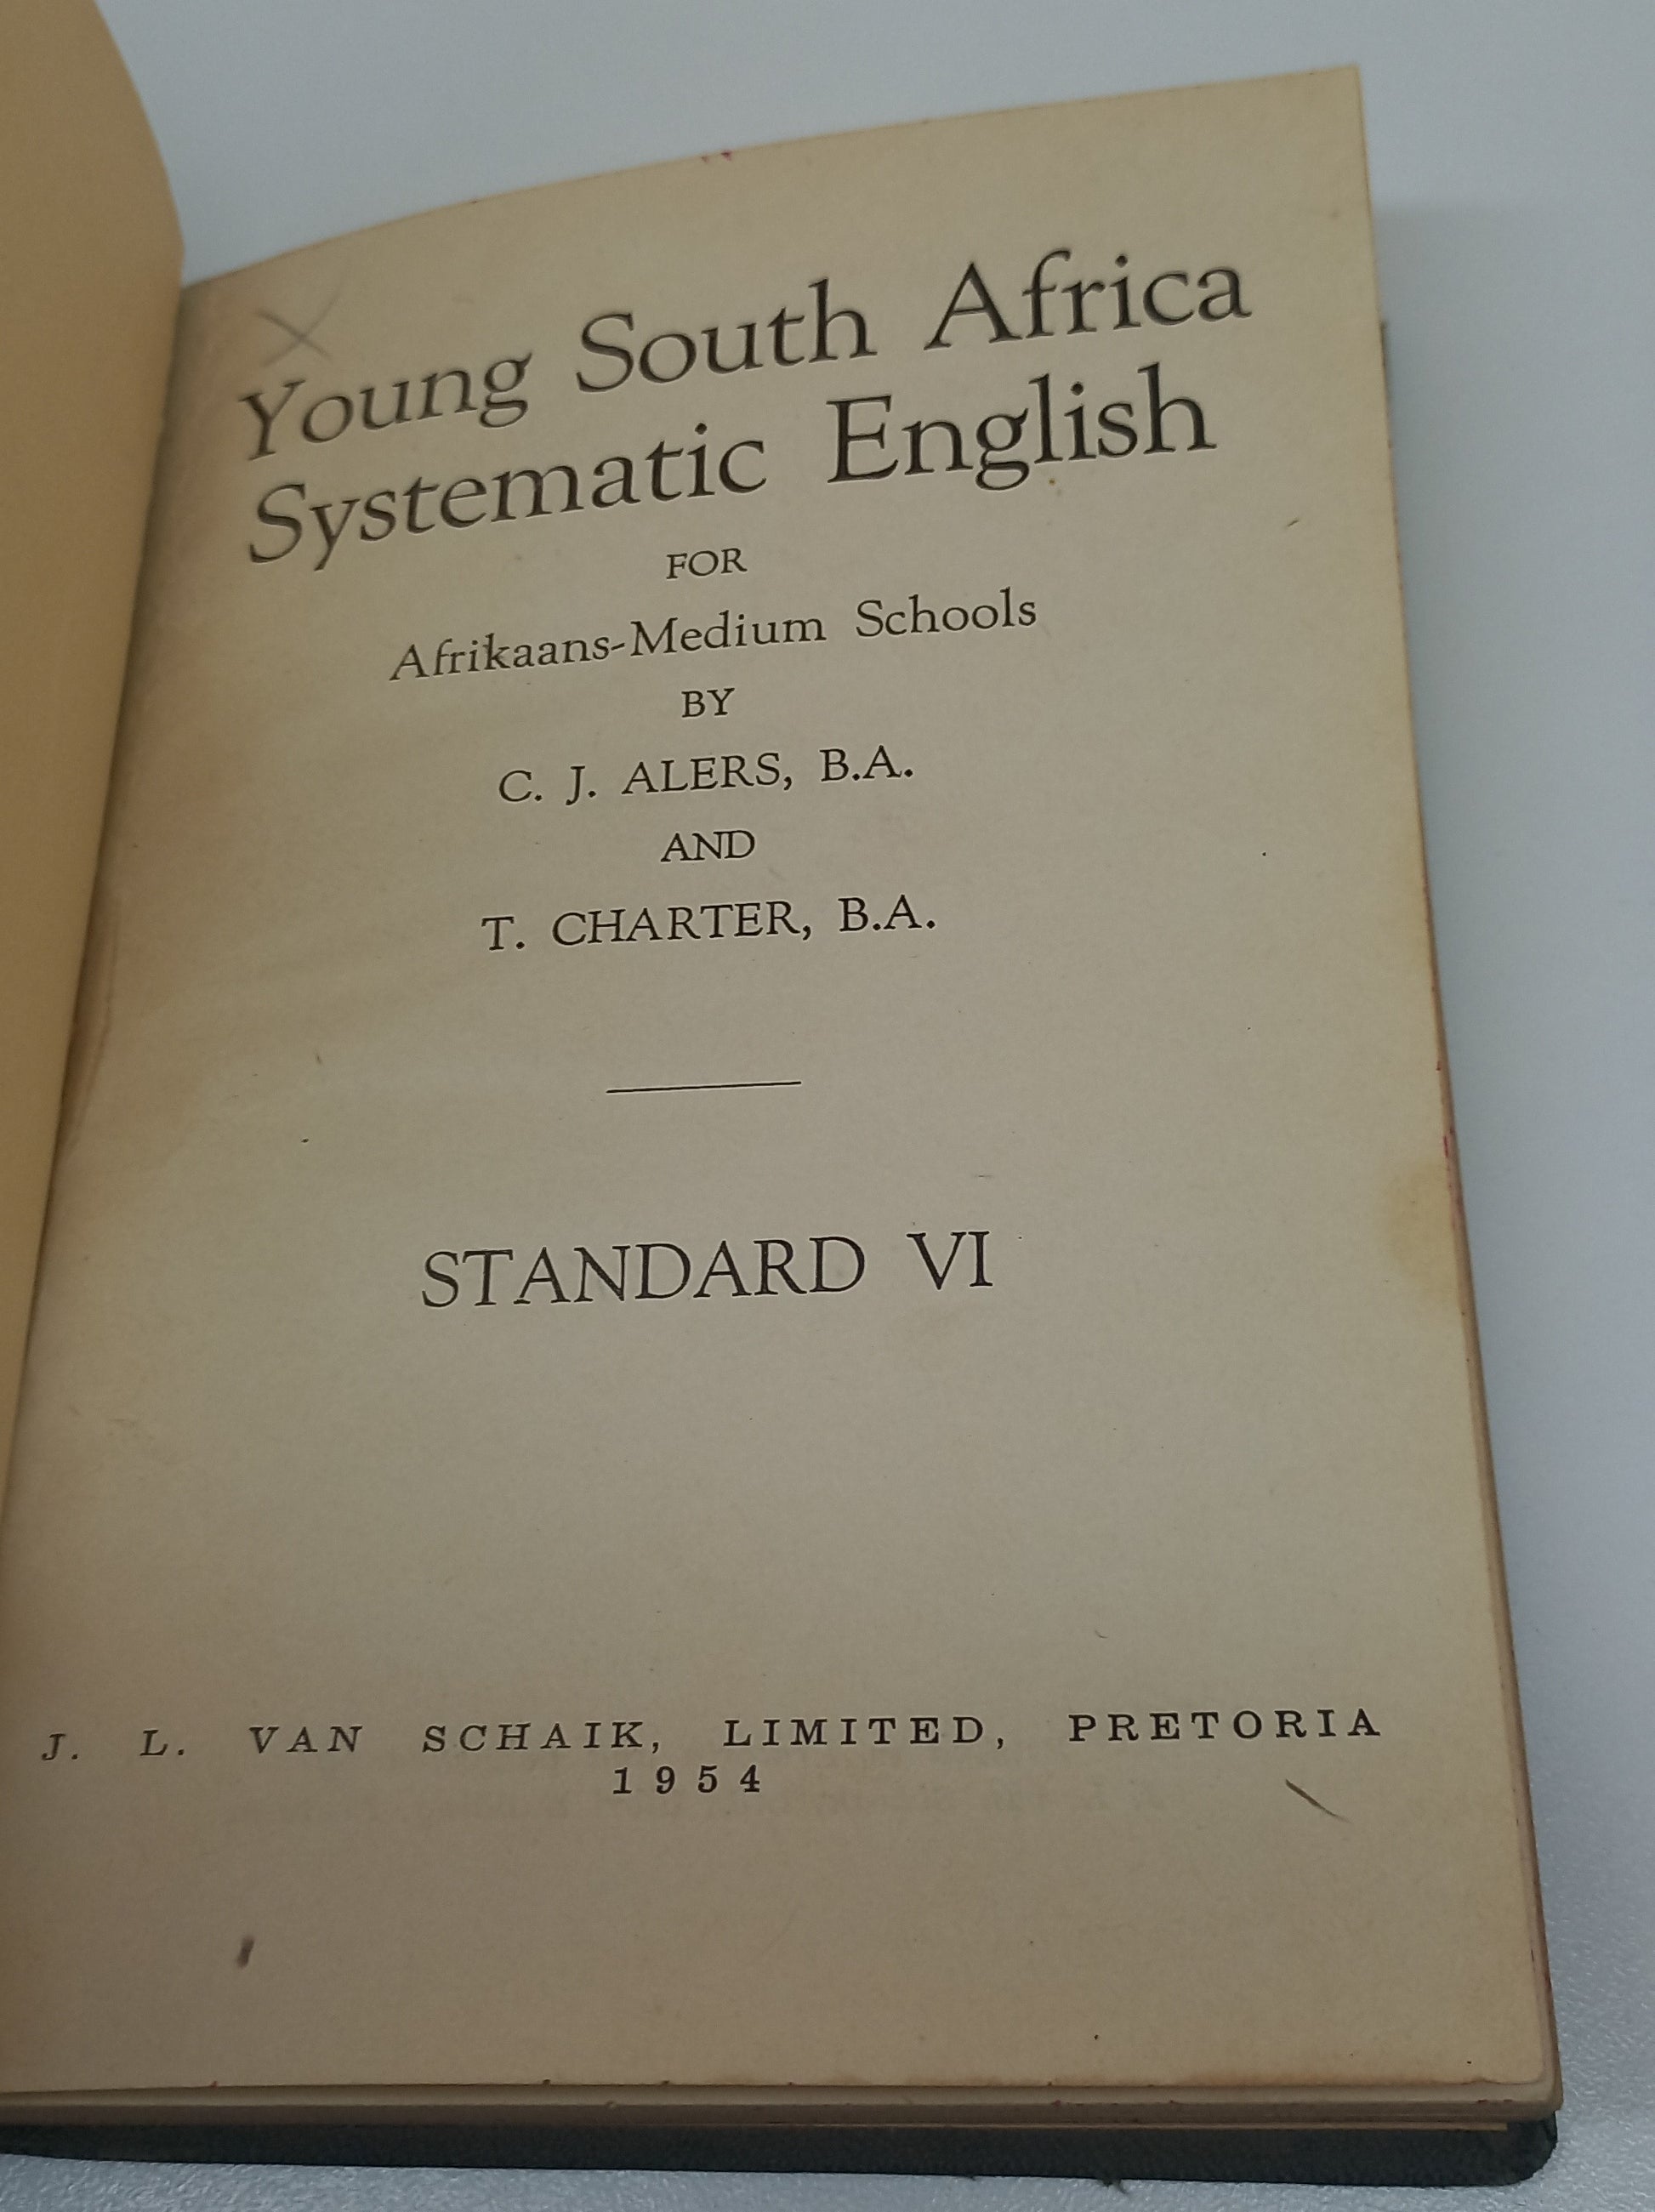 Young South Africa
Systematic English
FOR
Afrikaans-Medium Schools
BY
C. J. ALERS, B.A.
AND
T. CHARTER, B.A.
STANDARD VI
J. L. VAN SCHAIK, LIMITED, PRETORIA
1954